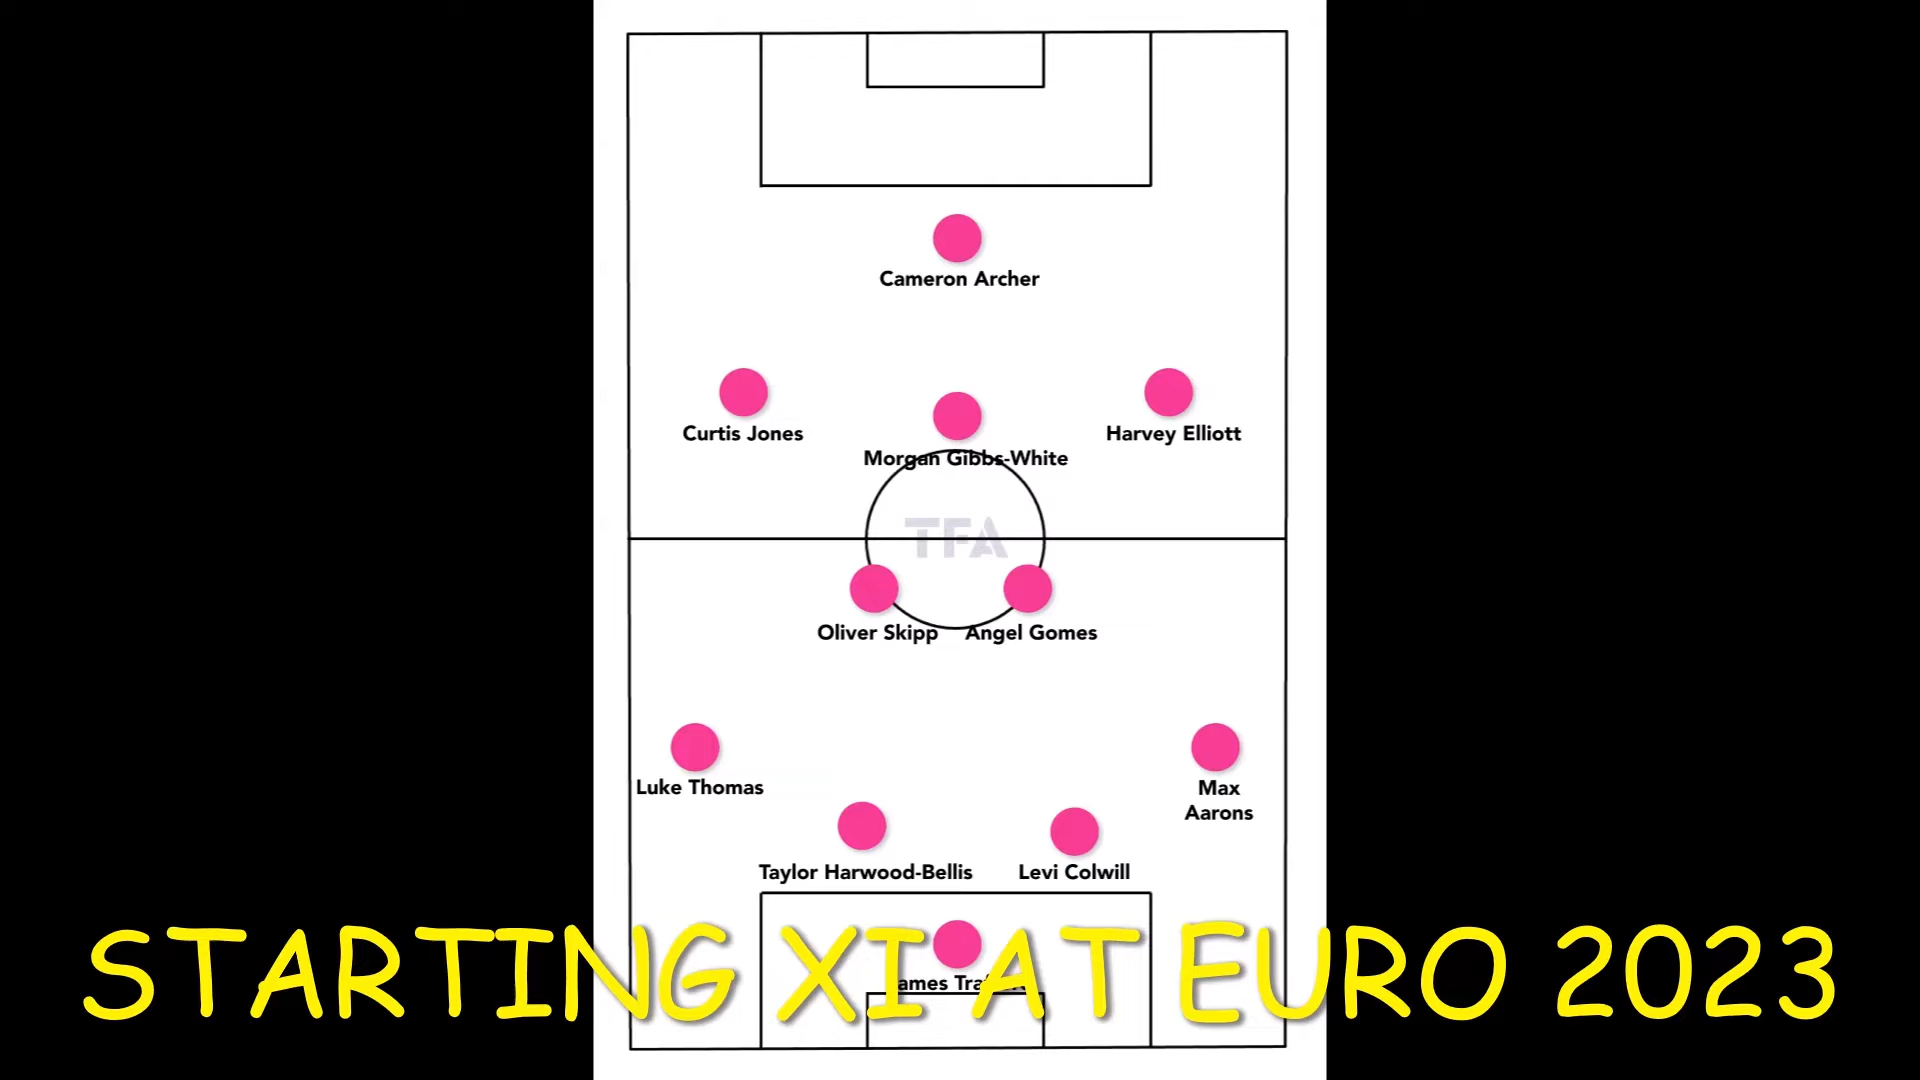 Cameron Archer
Curtis Jones
Harvey Elliott
Morgan Gibbs-White
TFA
Oliver Skipp
Angel Gomes
Luke Thomas
Max
Aarons
Taylor Harwood-Bellis
Levi Colwill
STARTING XI AT EURO 2023